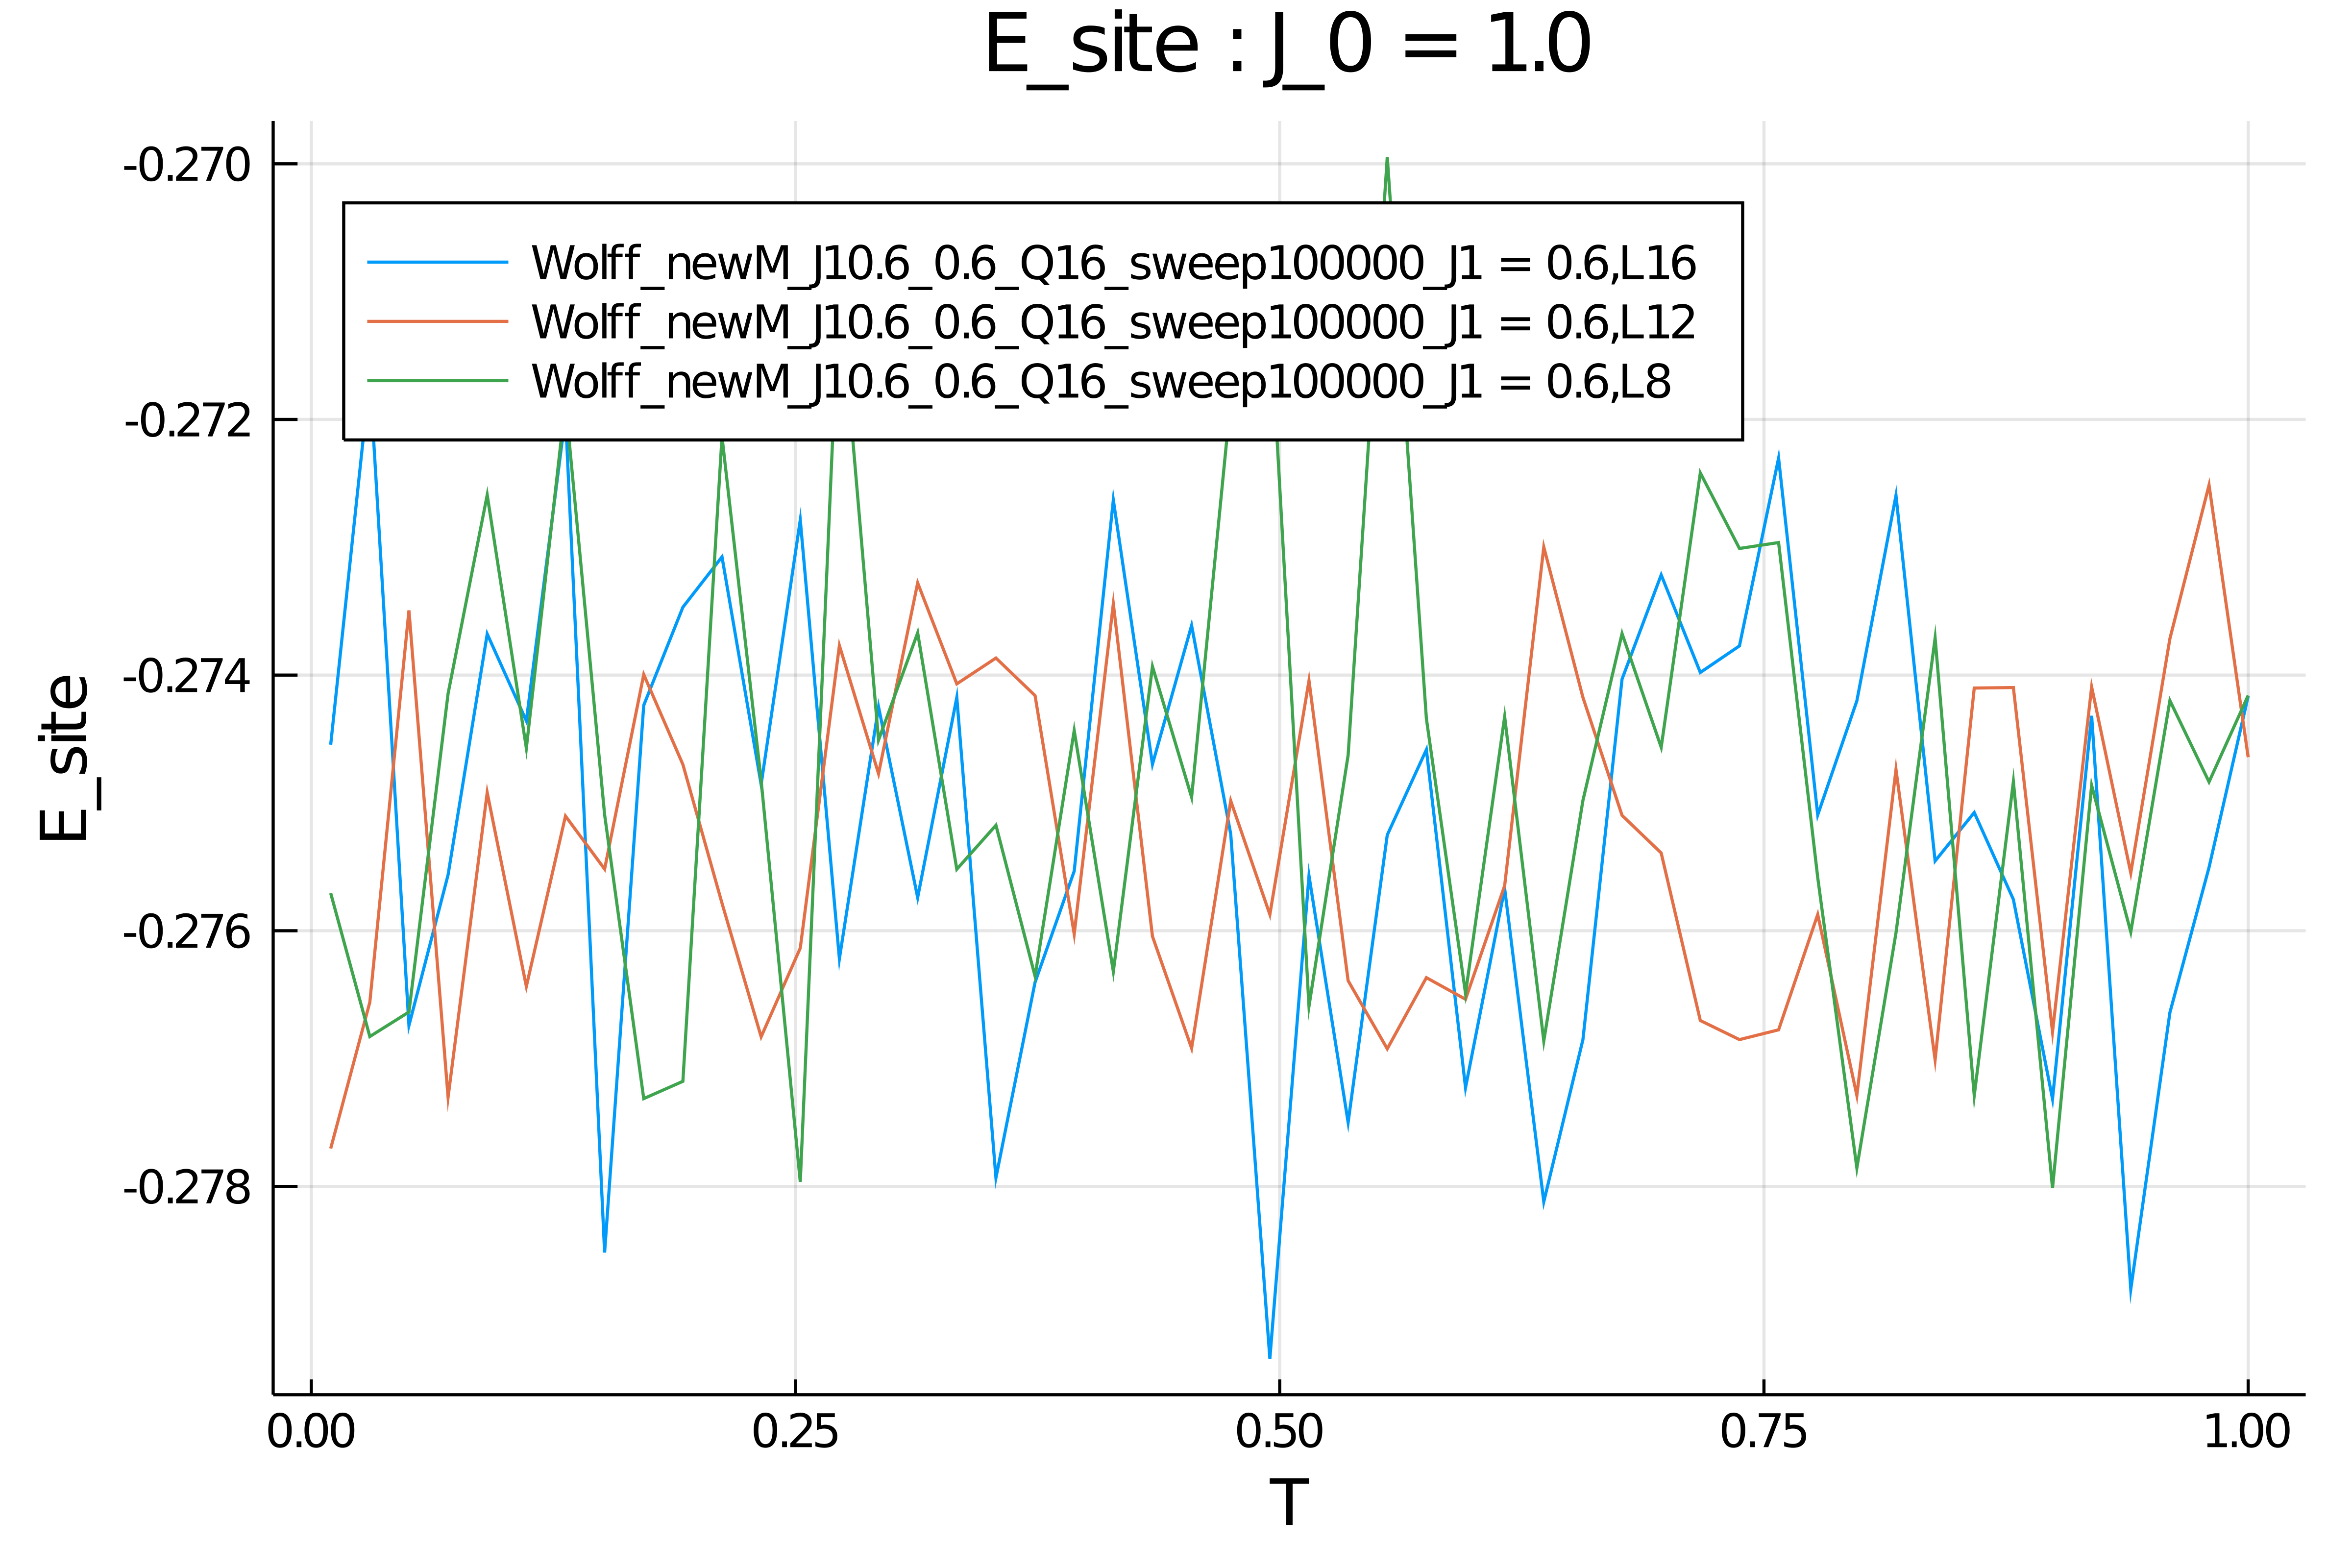 E_site : J_0 = 1.0
-0.270
Wolff_newM_J10.6_0.6_Q16_sweep100000_J1 = 0.6,L16
Wolff_newM_J10.6_0.6_Q16_sweep100000_J1 = 0.6,L12
Wolff_newM_J10.6_0.6_Q16_sweep100000_J1 = 0.6,L8
-0.272
-0.274
E_site
-0.276
-0.278
0.00 0.25 0.50 0.75 1.00
T